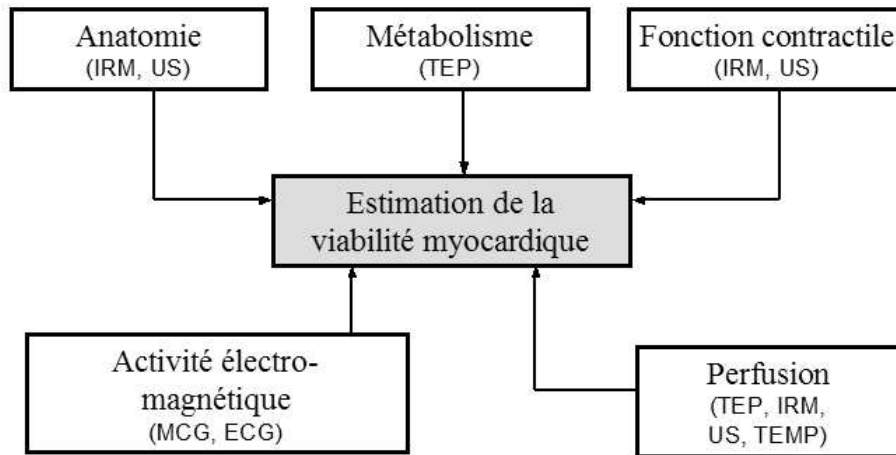 Anatomie
(IRM, US)
Métabolisme
(TEP)
Fonction contractile
(IRM, US)
Estimation de la
viabilité myocardique
Activité électro-
magnétique
(MCG, ECG)
Perfusion
(TEP, IRM,
US, TEMP)